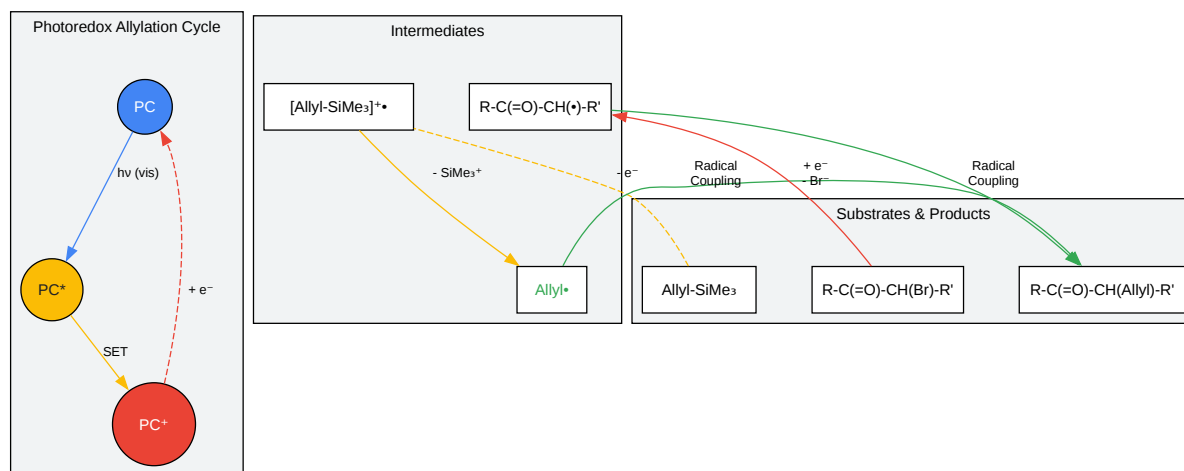 Photoredox Allylation Cycle
PC
hν (vis)
PC*
SET
PC⁺
+ e⁻
Intermediates
[Allyl-SiMe₃]⁺•
R-C(=O)-CH(•)-R'
- SiMe₃⁺
- e⁻
Radical
Coupling
+ e⁻
- Br⁻
Radical
Coupling
Allyl•
Substrates & Products
Allyl-SiMe₃
R-C(=O)-CH(Br)-R'
R-C(=O)-CH(Allyl)-R'